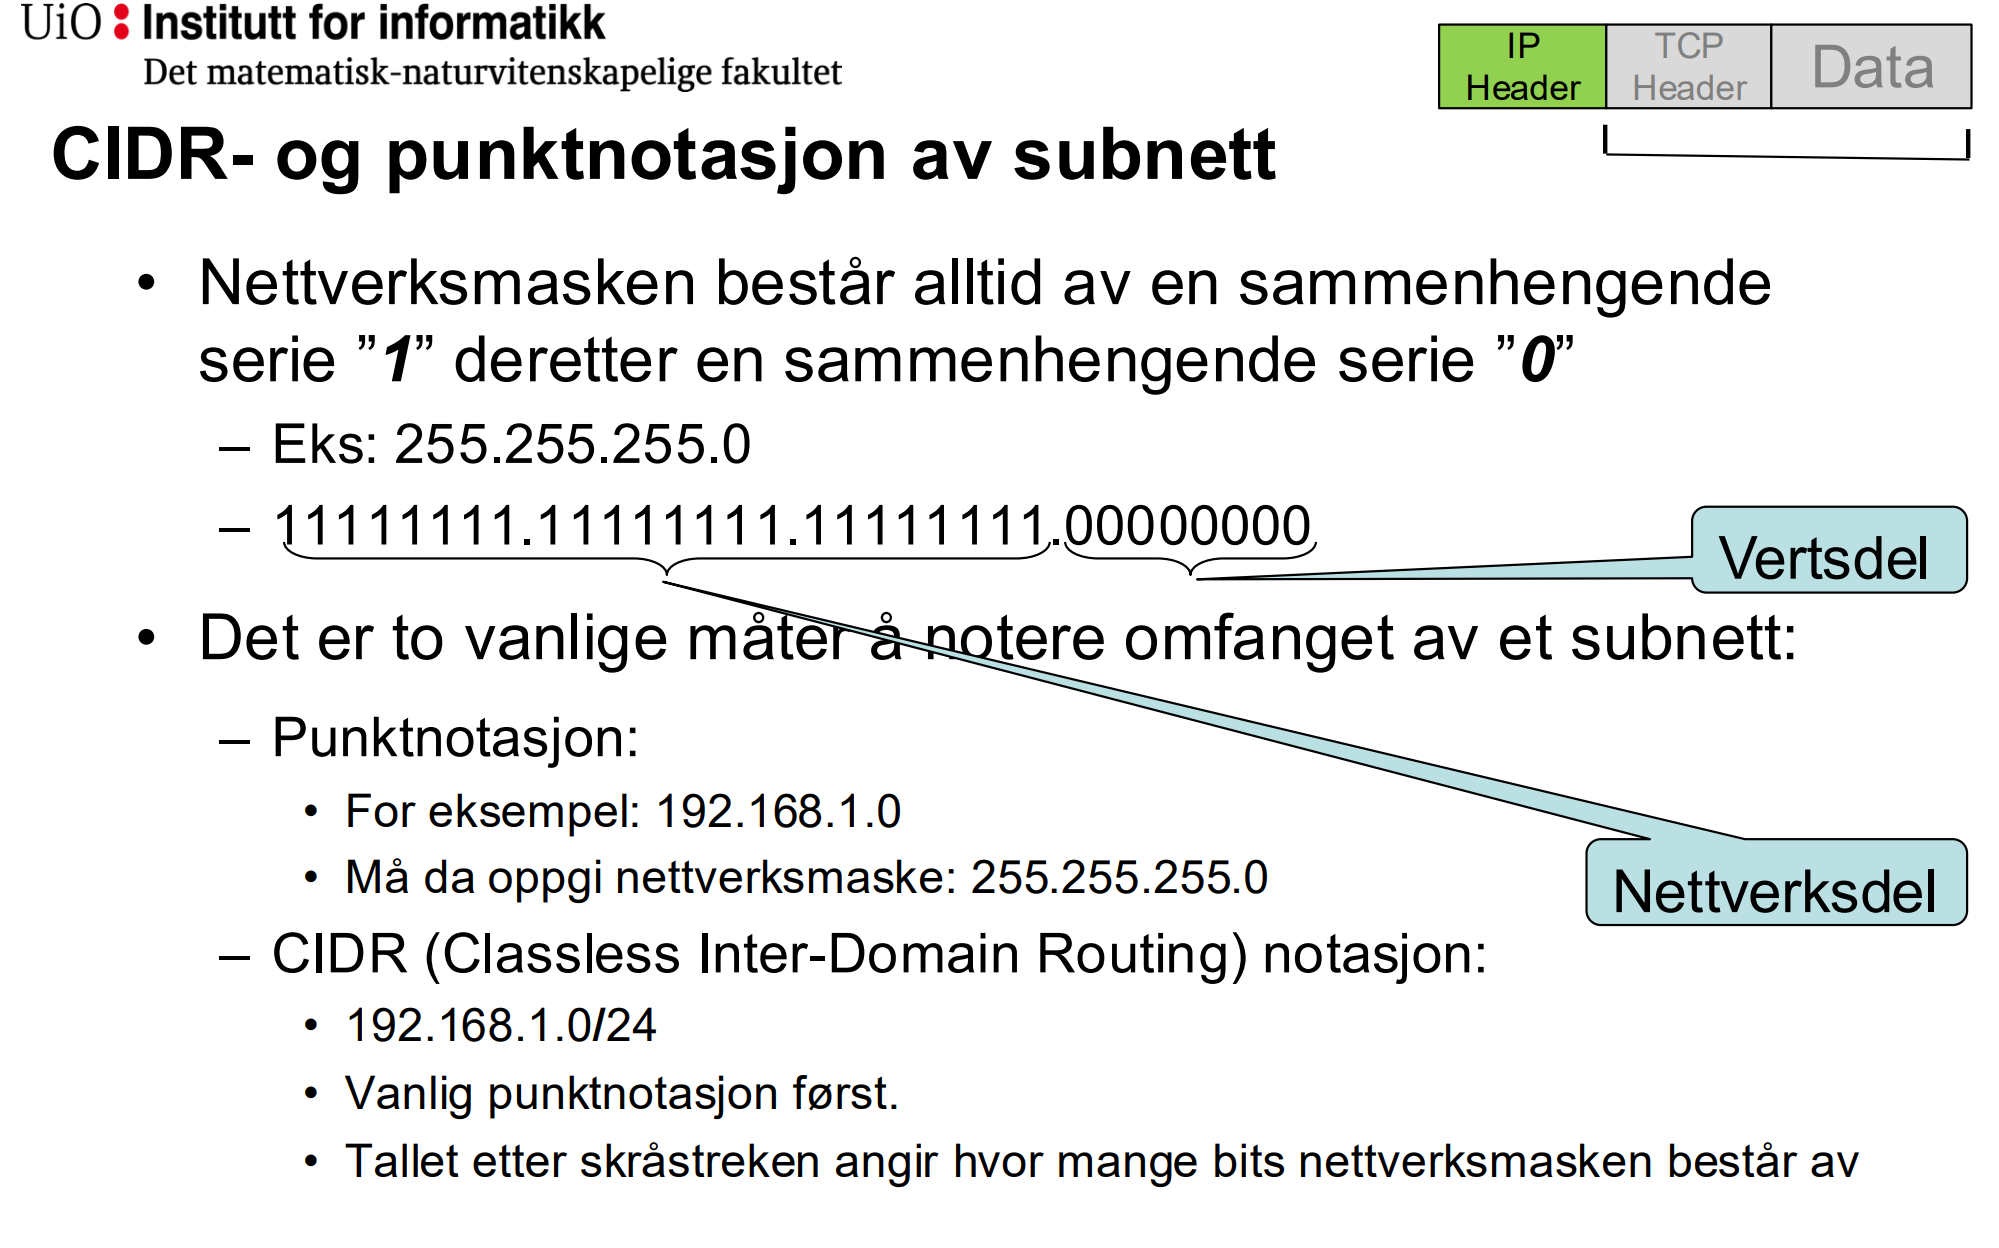 UiO Institutt for informatikk
Det matematisk-naturvitenskapelige fakultet
IP
Header
TCP
Header
Data
CIDR- og punktnotasjon av subnett
• Nettverksmasken består alltid av en sammenhengende
serie ”1” deretter en sammenhengende serie ”0”
– Eks: 255.255.255.0
– 11111111.11111111.11111111.00000000
Vertsdel
• Det er to vanlige måter å notere omfanget av et subnett:
– Punktnotasjon:
• For eksempel: 192.168.1.0
• Må da oppgi nettverksmaske: 255.255.255.0
Nettverksdel
– CIDR (Classless Inter-Domain Routing) notasjon:
• 192.168.1.0/24
• Vanlig punktnotasjon først.
• Tallet etter skråstreken angir hvor mange bits nettverksmasken består av